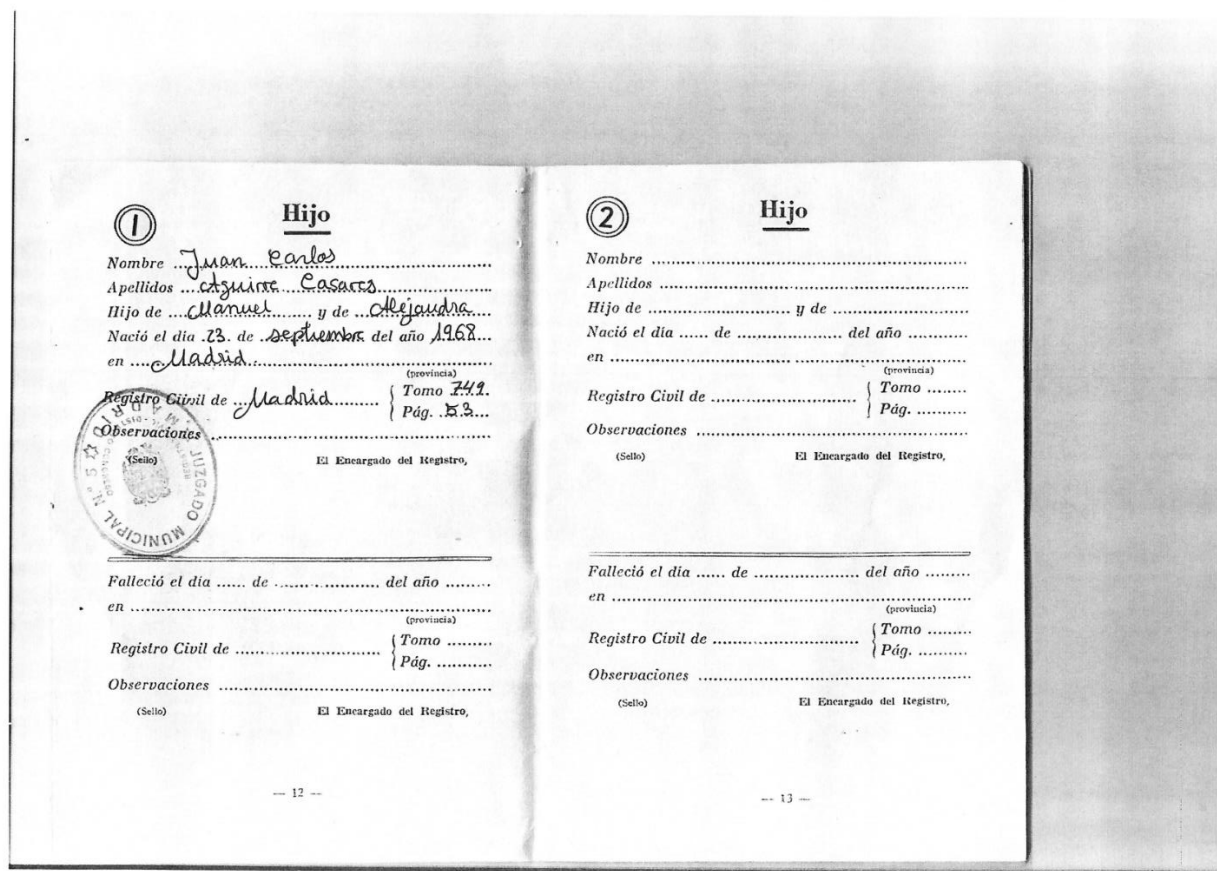 1
Hijo
Nombre Juan Carlos
Apellidos Aguirre Casares
Hijo de Manuel y de Alejandra
Nació el día 23. de septiembre del año 1968
en Madrid.
(provincia)
Registro Civil de Madrid { Tomo 749.
Pág. 53
Observaciones
(Sello) El Encargado del Registro,
JUZGADO MUNICIPAL N.º 5 ☆ MADRID
Falleció el día ...... de .................... del año .........
en ..........
(provincia)
Registro Civil de .......... { Tomo ........
Pág. ..........
Observaciones ..........
(Sello) El Encargado del Registro,
— 12 —
2
Hijo
Nombre ..........
Apellidos ..........
Hijo de .......... y de ..........
Nació el día ...... de .................... del año .........
en ..........
(provincia)
Registro Civil de .......... { Tomo ........
Pág. ..........
Observaciones ..........
(Sello) El Encargado del Registro,
Falleció el día ...... de .................... del año .........
en ..........
(provincia)
Registro Civil de .......... { Tomo .........
Pág. ..........
Observaciones ..........
(Sello) El Encargado del Registro,
— 13 —